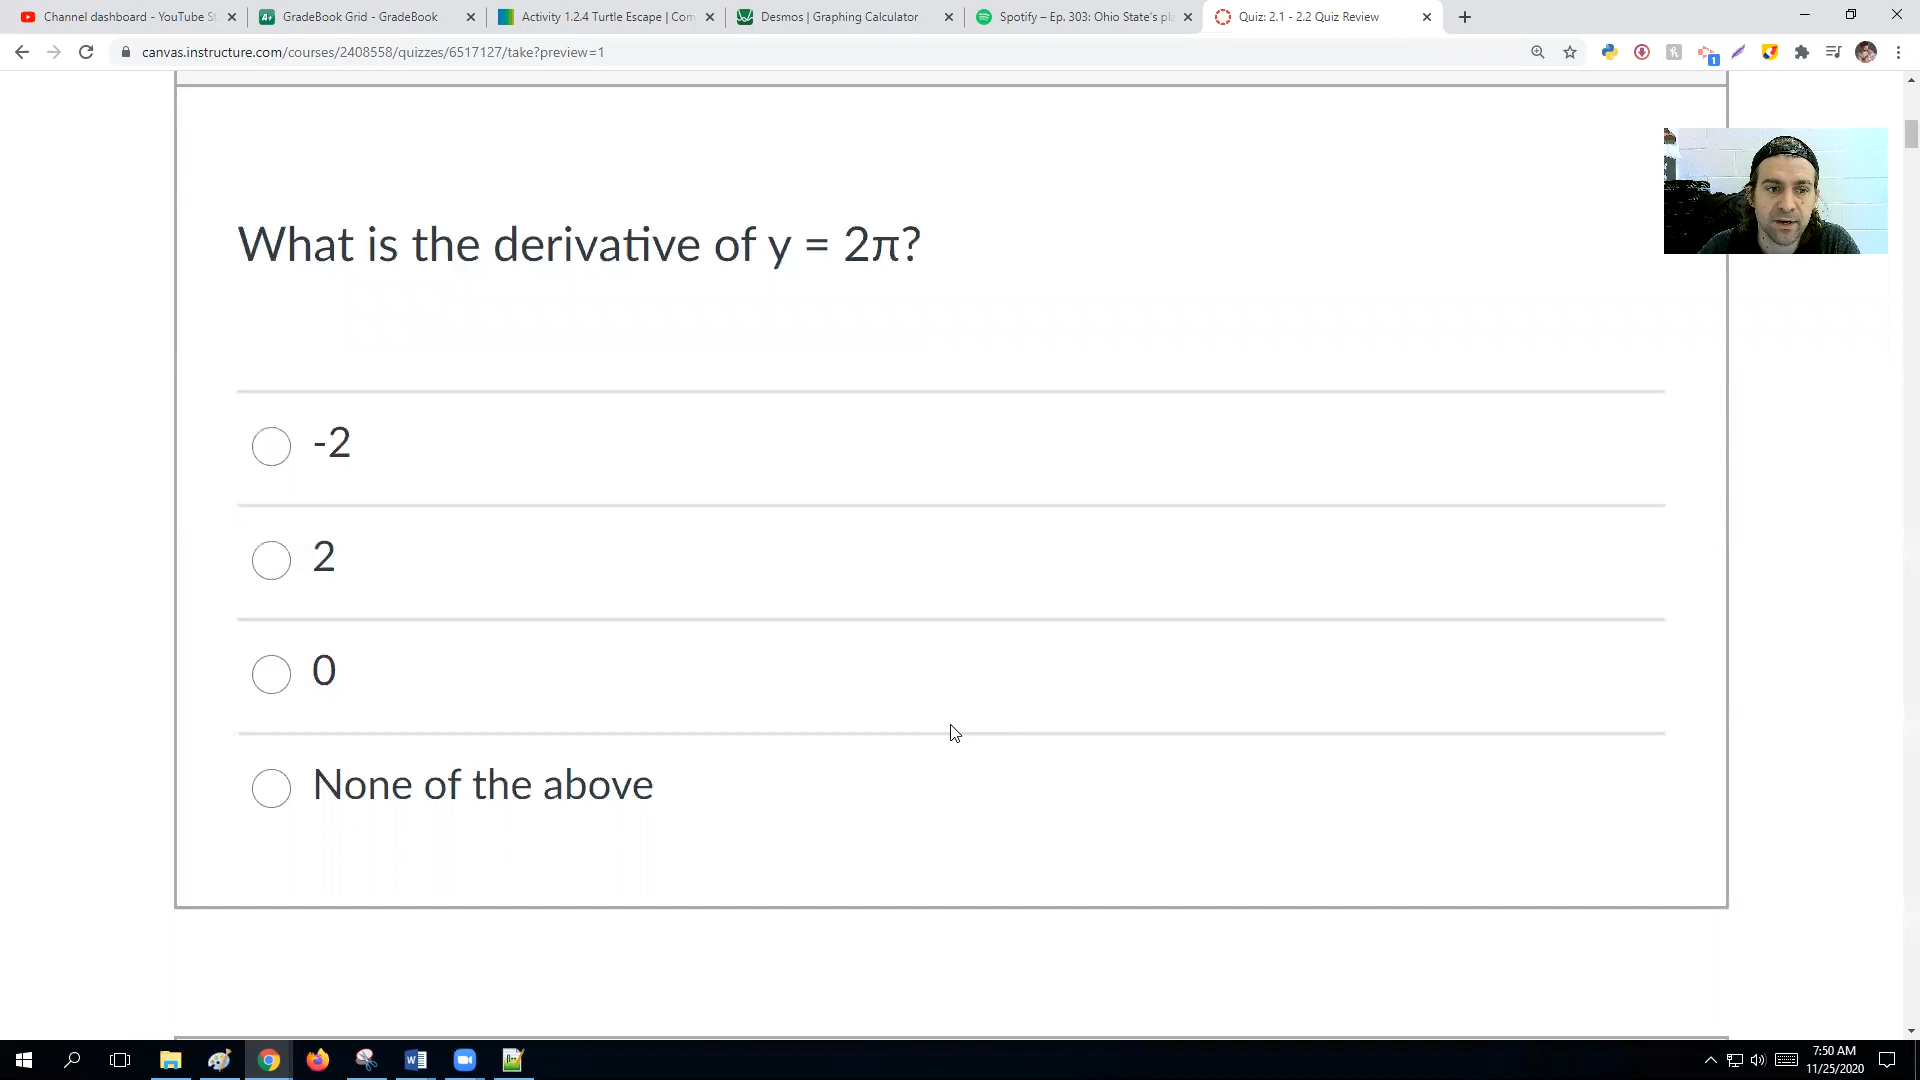 Channel dashboard - YouTube St
GradeBook Grid - GradeBook
Activity 1.2.4 Turtle Escape | Com
Desmos | Graphing Calculator
Spotify – Ep. 303: Ohio State's pl
Quiz: 2.1 - 2.2 Quiz Review
canvas.instructure.com/courses/2408558/quizzes/6517127/take?preview=1
1
What is the derivative of y = 2π?
-2
2
0
None of the above
7:50 AM
11/25/2020